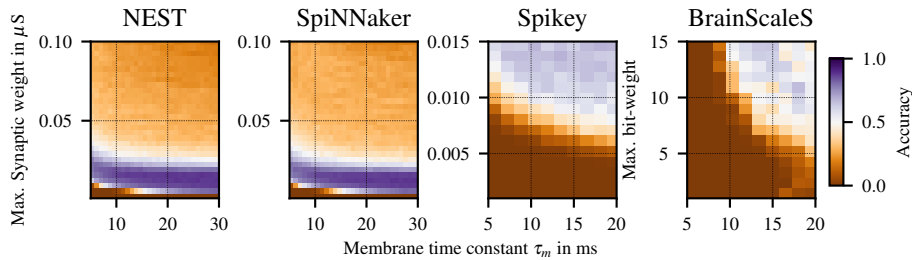 NEST
SpiNNaker
Spikey
BrainScaleS
Max. Synaptic weight in µS
0.10
0.05
10 20 30
0.10
0.05
10 20 30
0.015
0.010
0.005
5 10 15 20
Max. bit-weight
15
10
5
5 10 15 20
1.0
0.5
0.0
Accuracy
Membrane time constant τm in ms